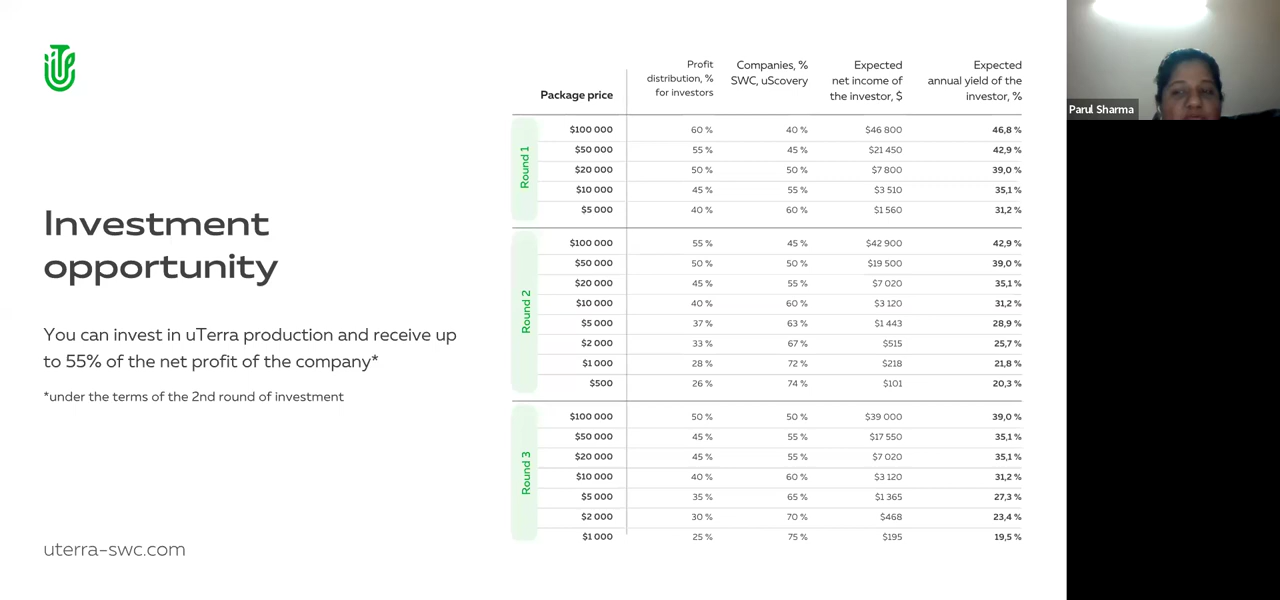 Investment
opportunity
You can invest in uTerra production and receive up
to 55% of the net profit of the company*
*under the terms of the 2nd round of investment
uterra-swc.com
Package price
Profit
distribution, %
for investors
Companies, %
SWC, uScovery
Expected
net income of
the investor, $
Expected
annual yield of the
investor, %
Round 1
$100 000 60 % 40 % $46 800 46,8 %
$50 000 55 % 45 % $21 450 42,9 %
$20 000 50 % 50 % $7 800 39,0 %
$10 000 45 % 55 % $3 510 35,1 %
$5 000 40 % 60 % $1 560 31,2 %
Round 2
$100 000 55 % 45 % $42 900 42,9 %
$50 000 50 % 50 % $19 500 39,0 %
$20 000 45 % 55 % $7 020 35,1 %
$10 000 40 % 60 % $3 120 31,2 %
$5 000 37 % 63 % $1 443 28,9 %
$2 000 33 % 67 % $515 25,7 %
$1 000 28 % 72 % $218 21,8 %
$500 26 % 74 % $101 20,3 %
Round 3
$100 000 50 % 50 % $39 000 39,0 %
$50 000 45 % 55 % $17 550 35,1 %
$20 000 45 % 55 % $7 020 35,1 %
$10 000 40 % 60 % $3 120 31,2 %
$5 000 35 % 65 % $1 365 27,3 %
$2 000 30 % 70 % $468 23,4 %
$1 000 25 % 75 % $195 19,5 %
Parul Sharma